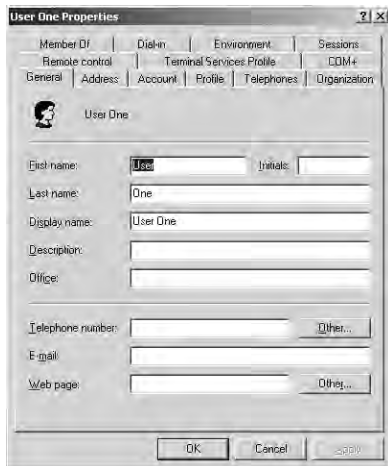 User One Properties
Member Of Dial-in Environment Sessions
Remote control Terminal Services Profile COM+
General Address Account Profile Telephones Organization
User One
First name: User Initials:
Last name: One
Display name: User One
Description:
Office:
Telephone number: Other...
E-mail:
Web page: Other...
OK Cancel Apply